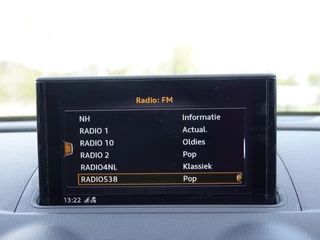 Radio: FM
NH Informatie
RADIO 1 Actual.
RADIO 10 Oldies
RADIO 2 Pop
RADIO4NL Klassiek
RADIO538 Pop
13:22